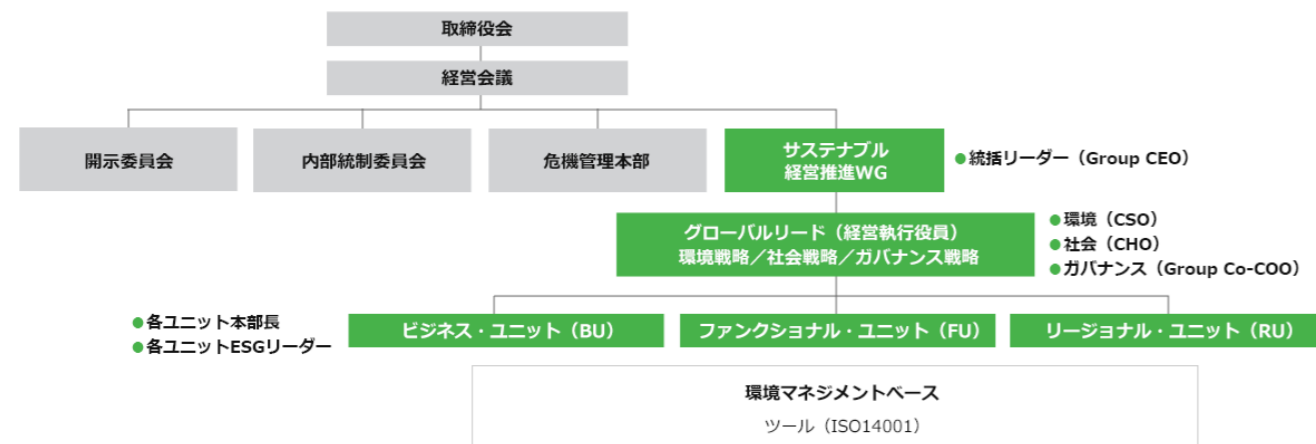 取締役会
経営会議
開示委員会
内部統制委員会
危機管理本部
サステナブル
経営推進WG
●統括リーダー（Group CEO）
グローバルリード（経営執行役員）
環境戦略／社会戦略／ガバナンス戦略
●環境（CSO）
●社会（CHO）
●ガバナンス（Group Co-COO）
●各ユニット本部長
●各ユニットESGリーダー
ビジネス・ユニット（BU）
ファンクショナル・ユニット（FU）
リージョナル・ユニット（RU）
環境マネジメントベース
ツール（ISO14001）